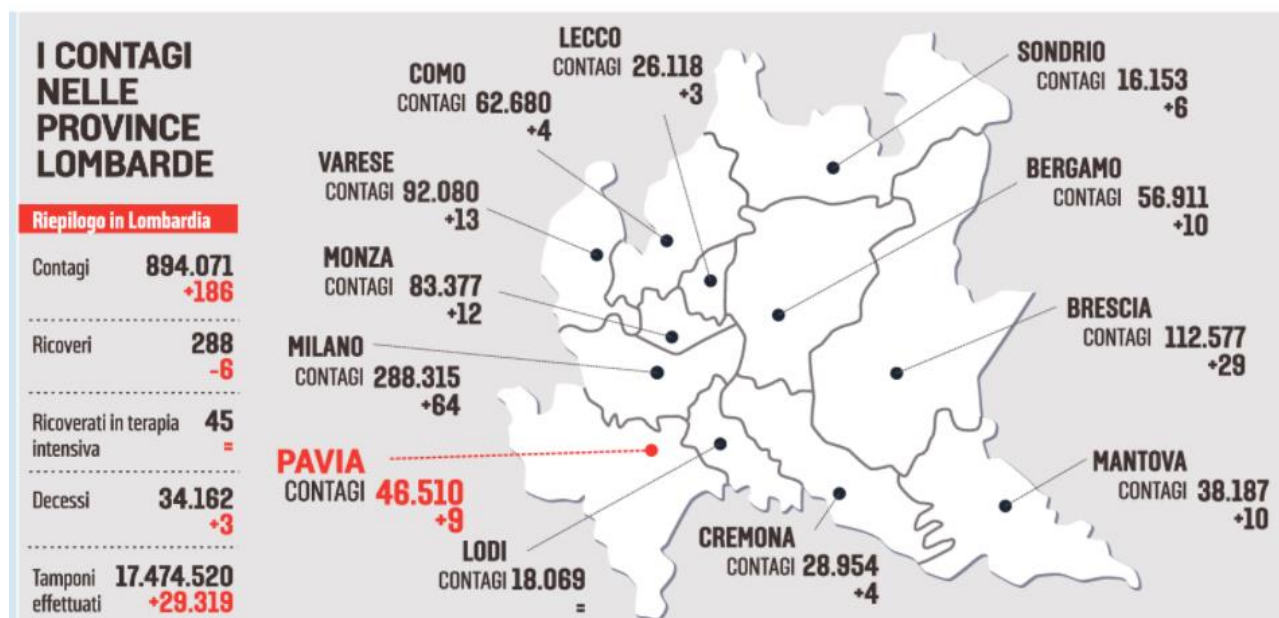 I CONTAGI
NELLE
PROVINCE
LOMBARDE
Riepilogo in Lombardia
Contagi 894.071
+186
Ricoveri 288
-6
Ricoverati in terapia intensiva 45
=
Decessi 34.162
+3
Tamponi effettuati 17.474.520
+29.319
LECCO
CONTAGI 26.118
+3
COMO
CONTAGI 62.680
+4
VARESE
CONTAGI 92.080
+13
MONZA
CONTAGI 83.377
+12
MILANO
CONTAGI 288.315
+64
PAVIA
CONTAGI 46.510
+9
LODI
CONTAGI 18.069
=
CREMONA
CONTAGI 28.954
+4
SONDRIO
CONTAGI 16.153
+6
BERGAMO
CONTAGI 56.911
+10
BRESCIA
CONTAGI 112.577
+29
MANTOVA
CONTAGI 38.187
+10